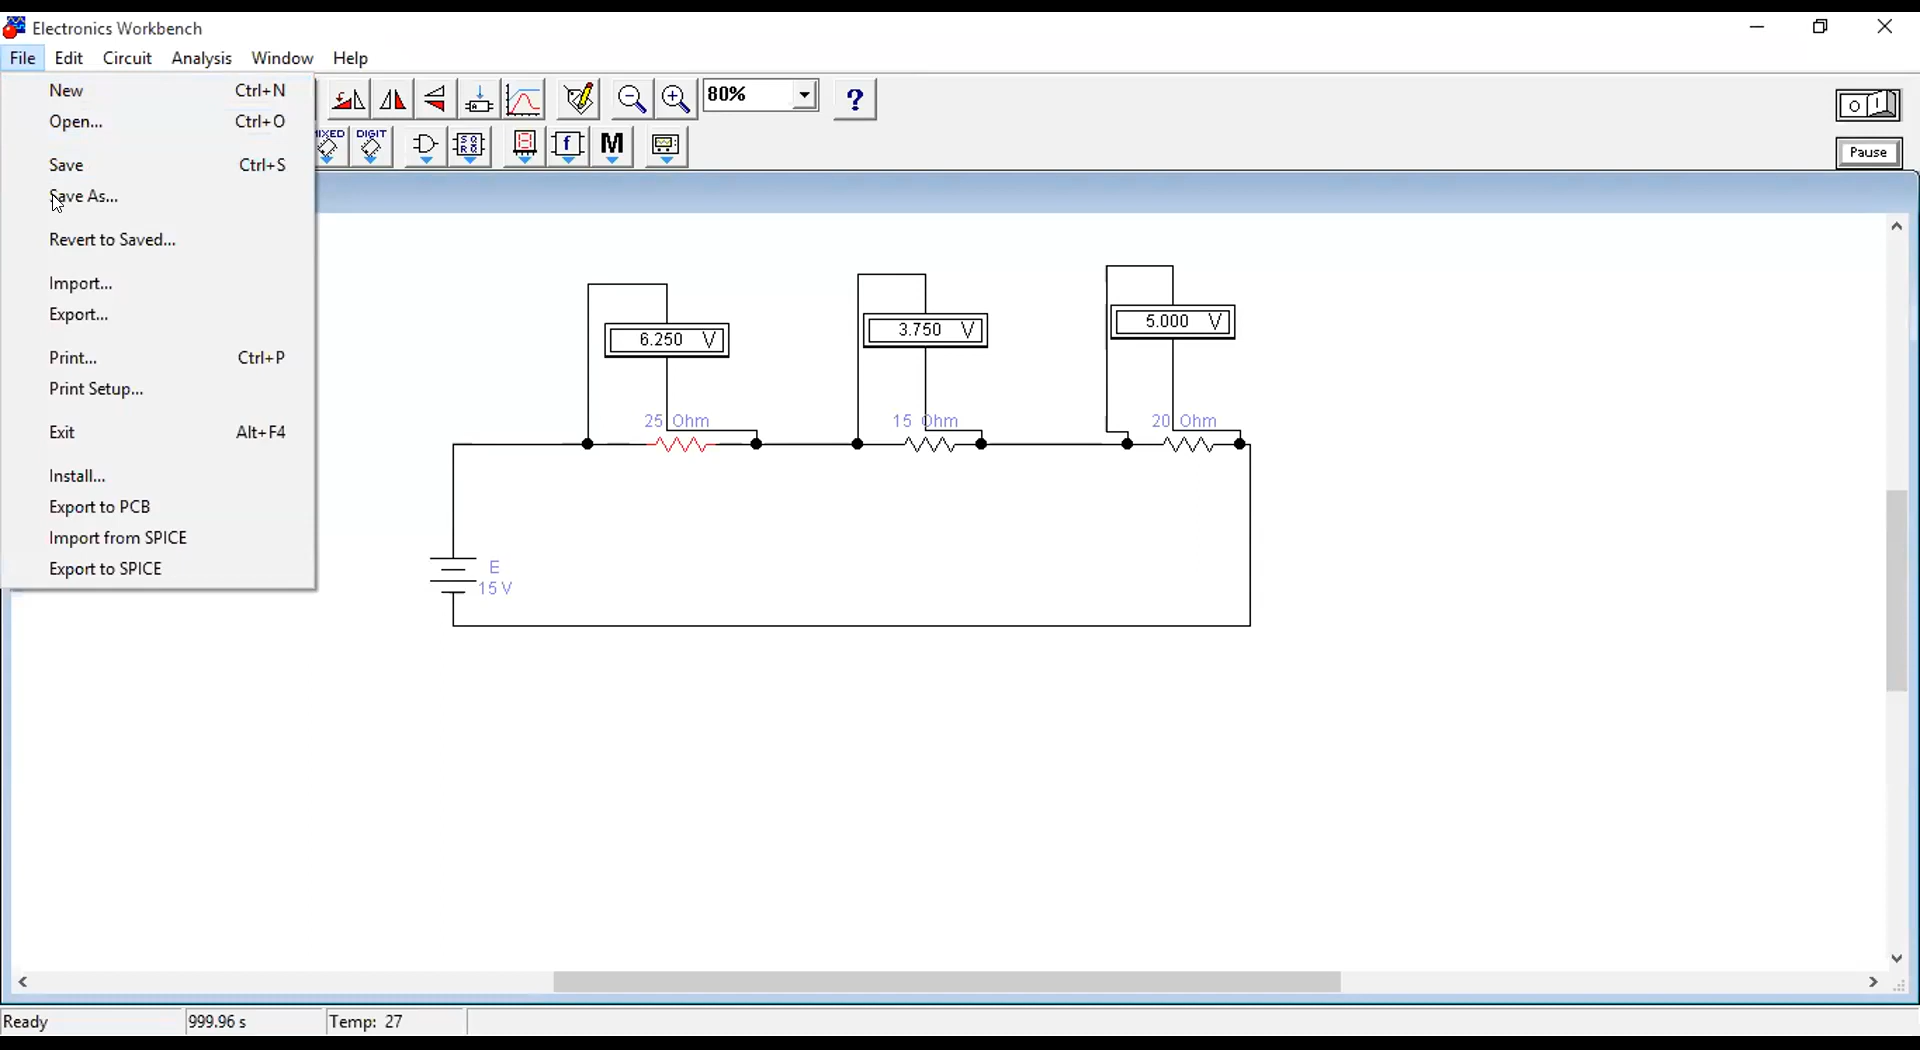 Electronics Workbench
File Edit Circuit Analysis Window Help
New Ctrl+N
Open... Ctrl+O
Save Ctrl+S
Save As...
Revert to Saved...
Import...
Export...
Print... Ctrl+P
Print Setup...
Exit Alt+F4
Install...
Export to PCB
Import from SPICE
Export to SPICE
80%
?
O I
MIXED DIGIT
f M
Pause
6.250 V
3.750 V
5.000 V
25 Ohm
15 Ohm
20 Ohm
E
15 V
Ready 999.96 s Temp: 27